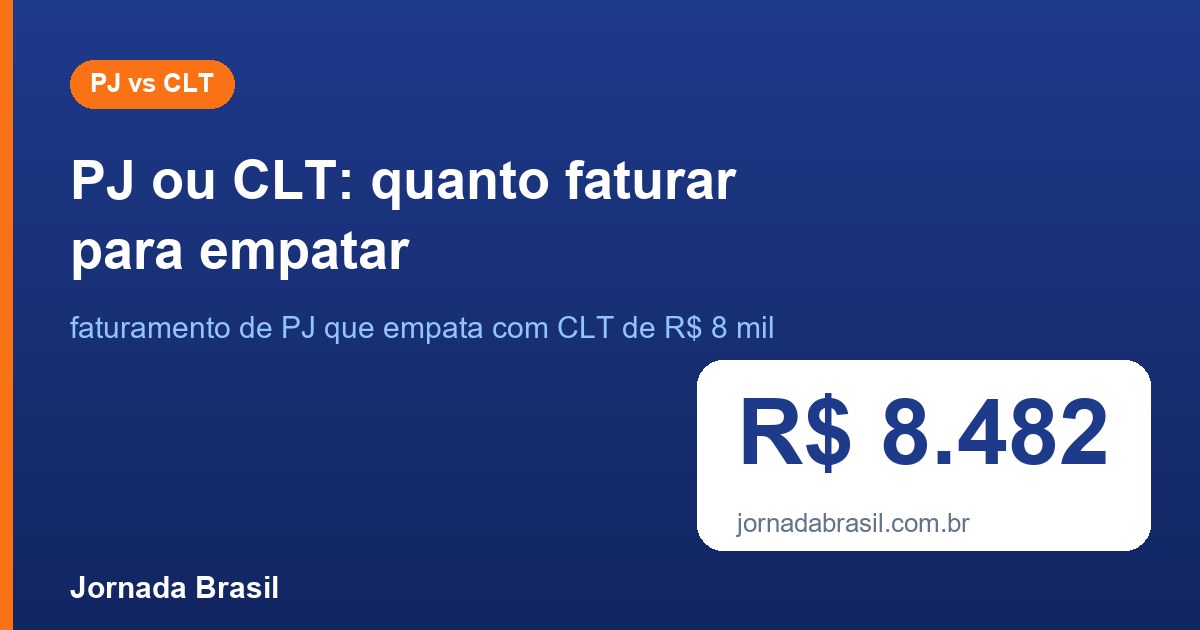 PJ vs CLT
PJ ou CLT: quanto faturar
para empatar
faturamento de PJ que empata com CLT de R$ 8 mil
R$ 8.482
jornadabrasil.com.br
Jornada Brasil